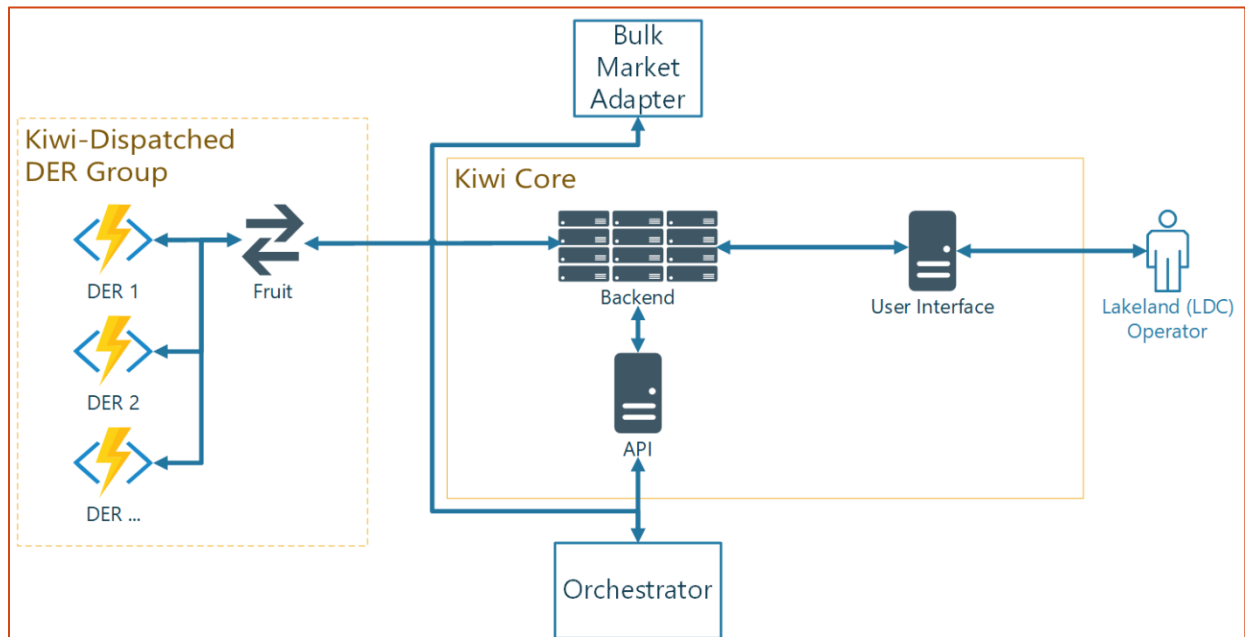 Bulk
Market
Adapter
Kiwi-Dispatched
DER Group
Kiwi Core
DER 1
Fruit
Backend
User Interface
Lakeland (LDC)
Operator
DER 2
API
DER ...
Orchestrator